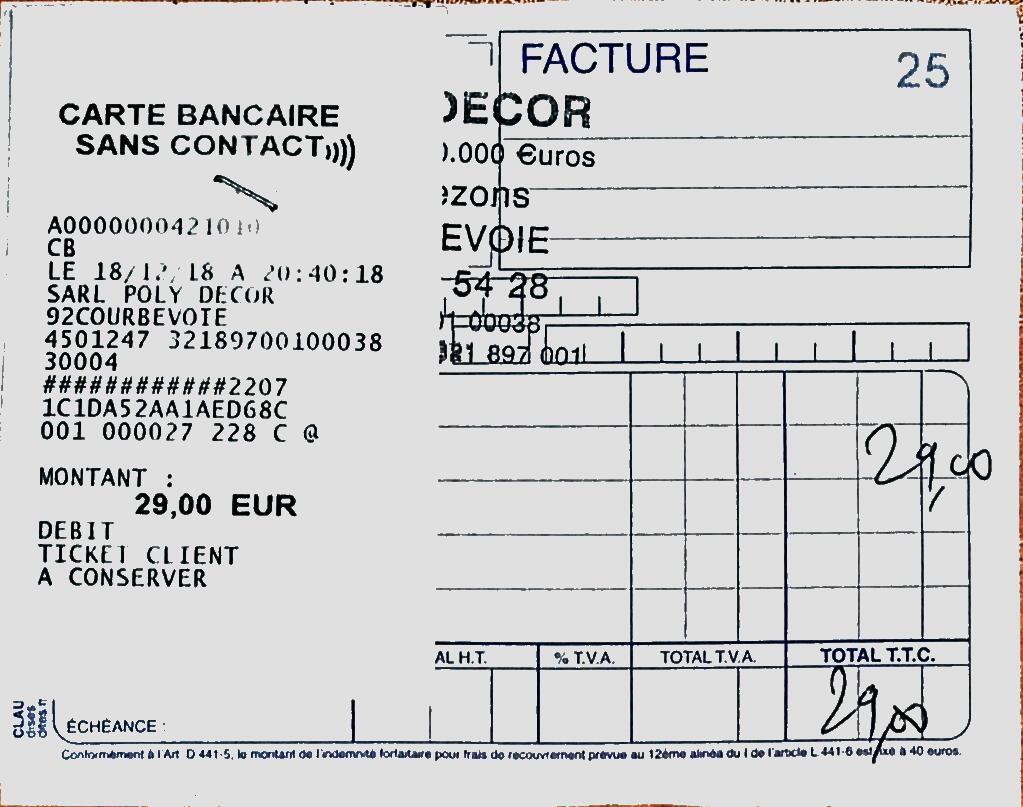 CARTE BANCAIRE
SANS CONTACT))))
A0000000421010
CB
LE 18/12/18 A 20:40:18
SARL POLY DECOR
92COURBEVOIE
4501247 32189700100038
30004
############2207
1C1DA52AA1AEDG8C
001 000027 228 C @
MONTANT :
29,00 EUR
DEBIT
TICKET CLIENT
A CONSERVER
FACTURE 25
DECOR
0.000 €uros
ezons
EVOIE
54 28
00038
897 001
29,00
AL H.T. % T.V.A. TOTAL T.V.A. TOTAL T.T.C.
29,00
CLAU
ÉCHÉANCE :
Conformément à l'Art D 441-5, le montant de l'indemnité forfaitaire pour frais de recouvrement prévue au 12ème alinéa du I de l'article L 441-6 est fixé à 40 euros.